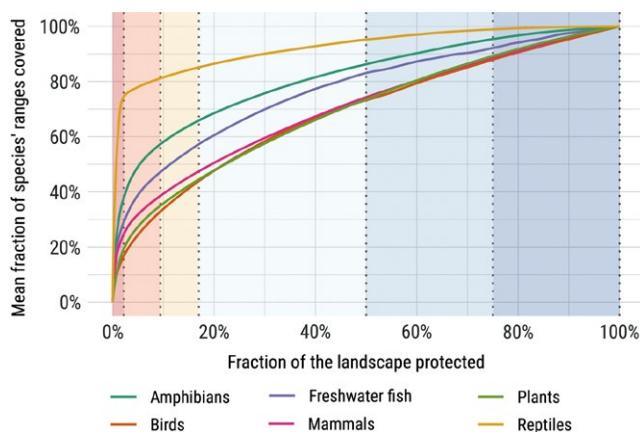 Mean fraction of species' ranges covered
100%
80%
60%
40%
20%
0%
0% 20% 40% 60% 80% 100%
Fraction of the landscape protected
Amphibians Freshwater fish Plants
Birds Mammals Reptiles